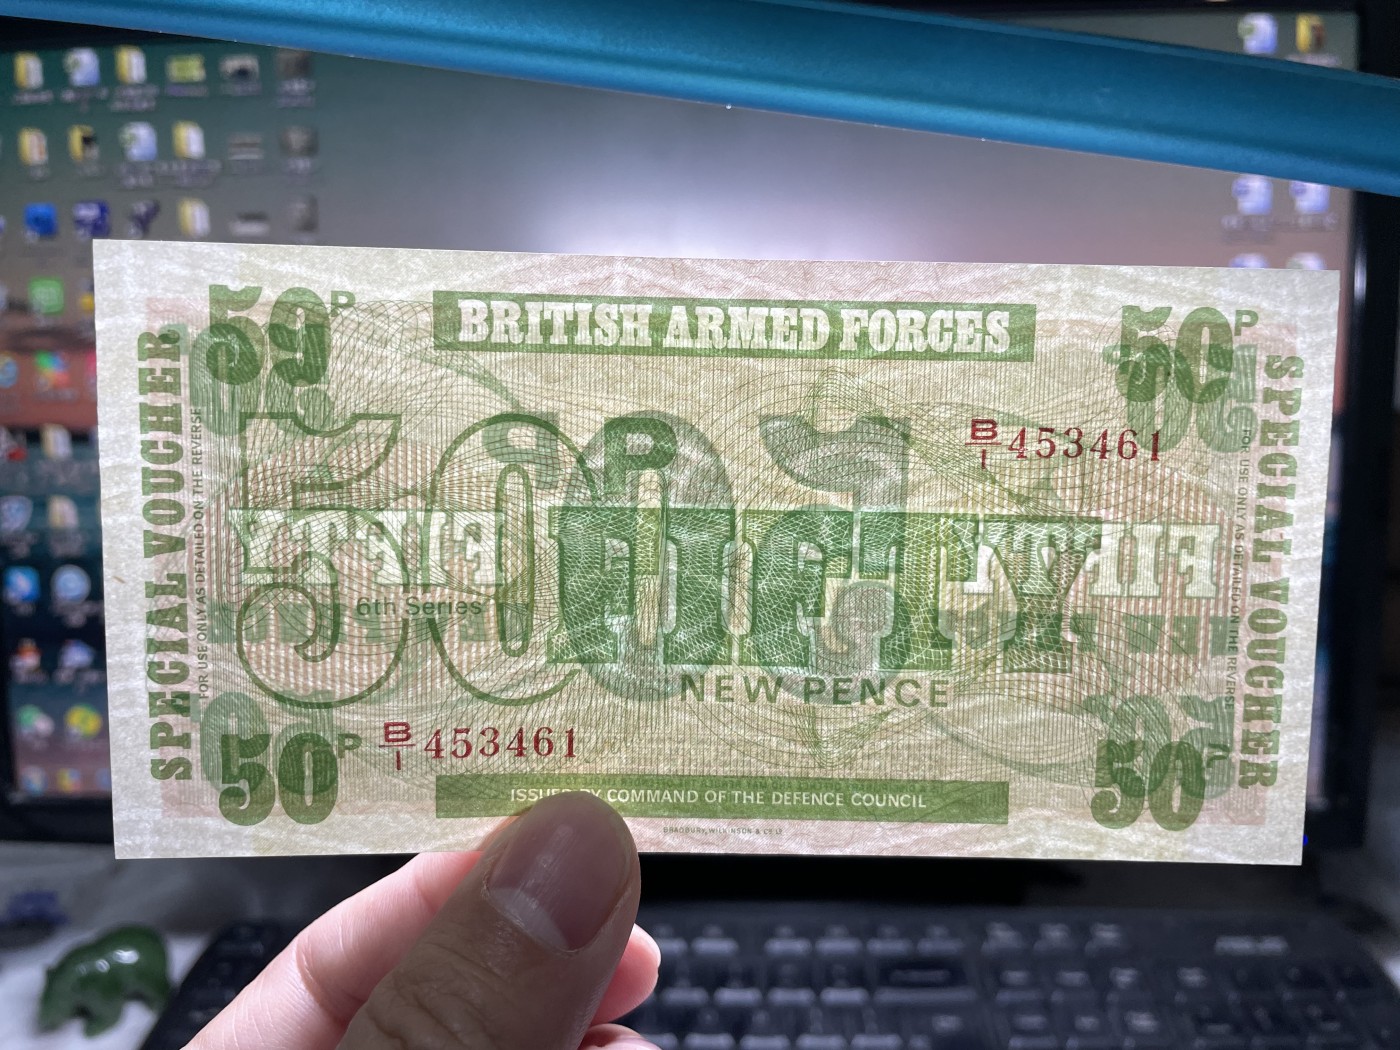 50P
BRITISH ARMED FORCES
50P
SPECIAL VOUCHER
FOR USE ONLY AS DETAILED ON THE REVERSE
50P
B/1 453461
FIFTY
6th Series
NEW PENCE
B/1 453461
50P
50P
ISSUED BY COMMAND OF THE DEFENCE COUNCIL
BRADBURY, WILKINSON & Co LD
SPECIAL VOUCHER
FOR USE ONLY AS DETAILED ON THE REVERSE